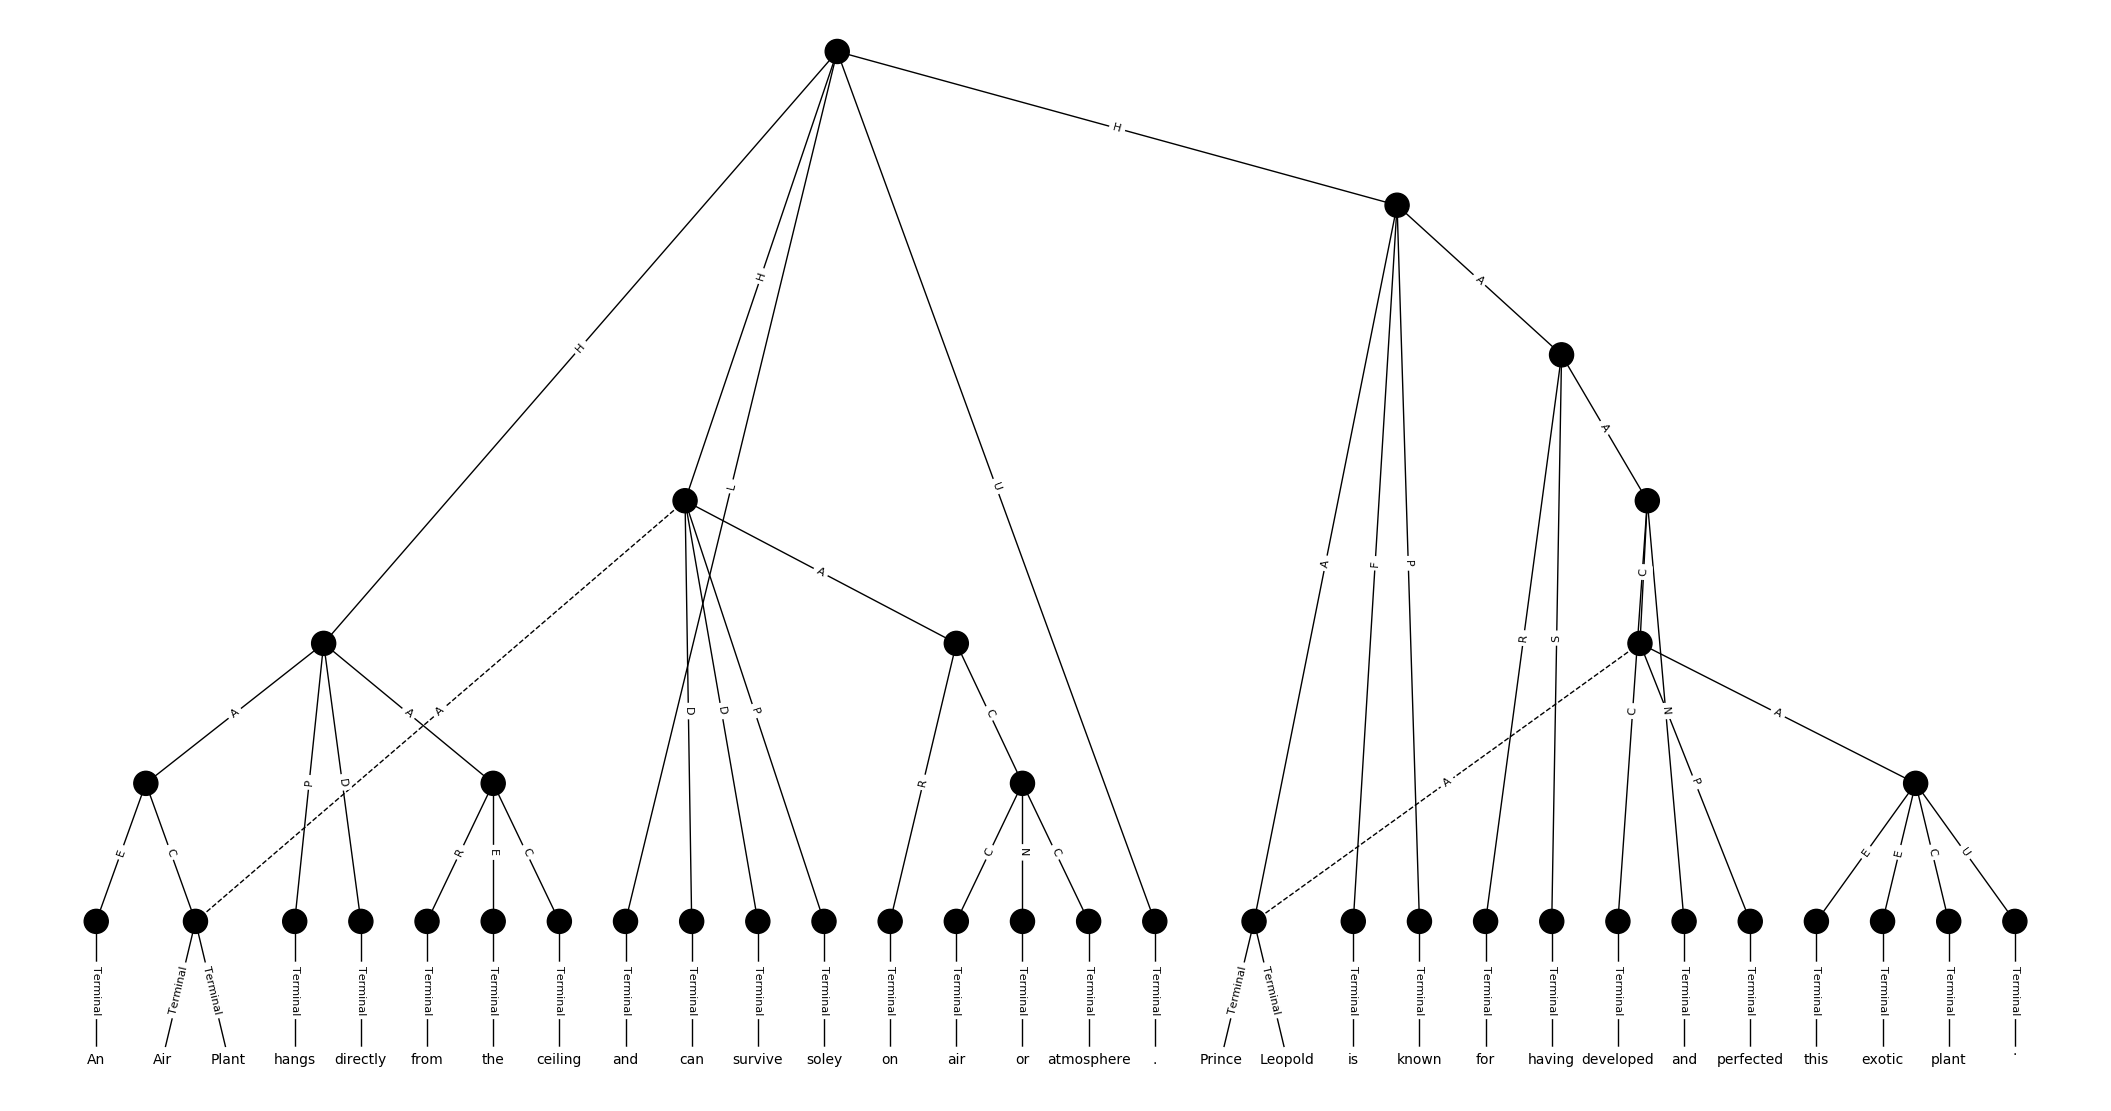 H
H
A
H
L
U
A
C
A
A
F
P
R
S
A
A
A
D
D
P
C
C
N
A
P
D
R
A
P
E
C
R
E
C
C
N
C
E
E
C
U
Terminal Terminal Terminal Terminal Terminal Terminal Terminal Terminal Terminal Terminal Terminal Terminal Terminal Terminal Terminal Terminal Terminal Terminal Terminal Terminal Terminal Terminal Terminal Terminal Terminal Terminal Terminal Terminal Terminal Terminal
An Air Plant hangs directly from the ceiling and can survive soley on air or atmosphere . Prince Leopold is known for having developed and perfected this exotic plant .